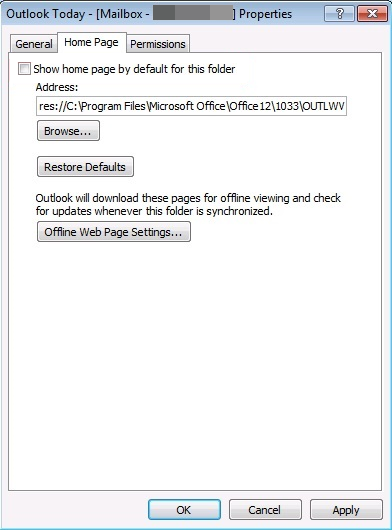 Outlook Today - [Mailbox - ] Properties
General Home Page Permissions
Show home page by default for this folder
Address:
res://C:\Program Files\Microsoft Office\Office12\1033\OUTLWV
Browse...
Restore Defaults
Outlook will download these pages for offline viewing and check
for updates whenever this folder is synchronized.
Offline Web Page Settings...
OK Cancel Apply